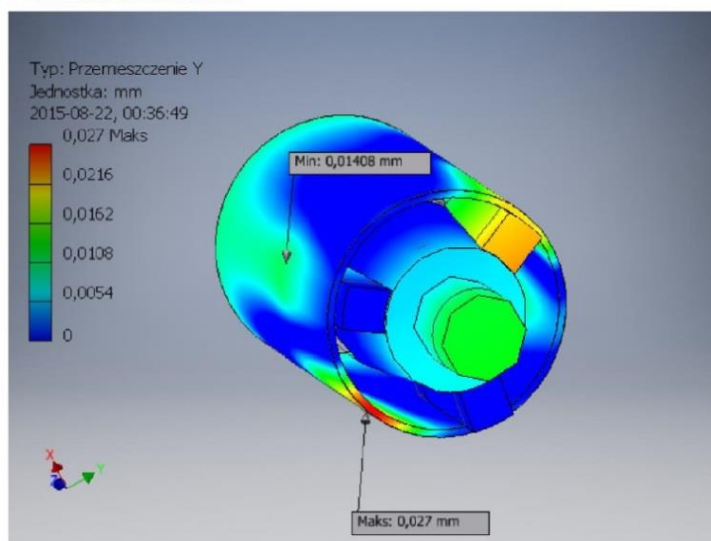 Typ: Przemieszczenie Y
Jednostka: mm
2015-08-22, 00:36:49
0,027 Maks
0,0216
0,0162
0,0108
0,0054
0
Min: 0,01408 mm
Maks: 0,027 mm
X
Y
Z